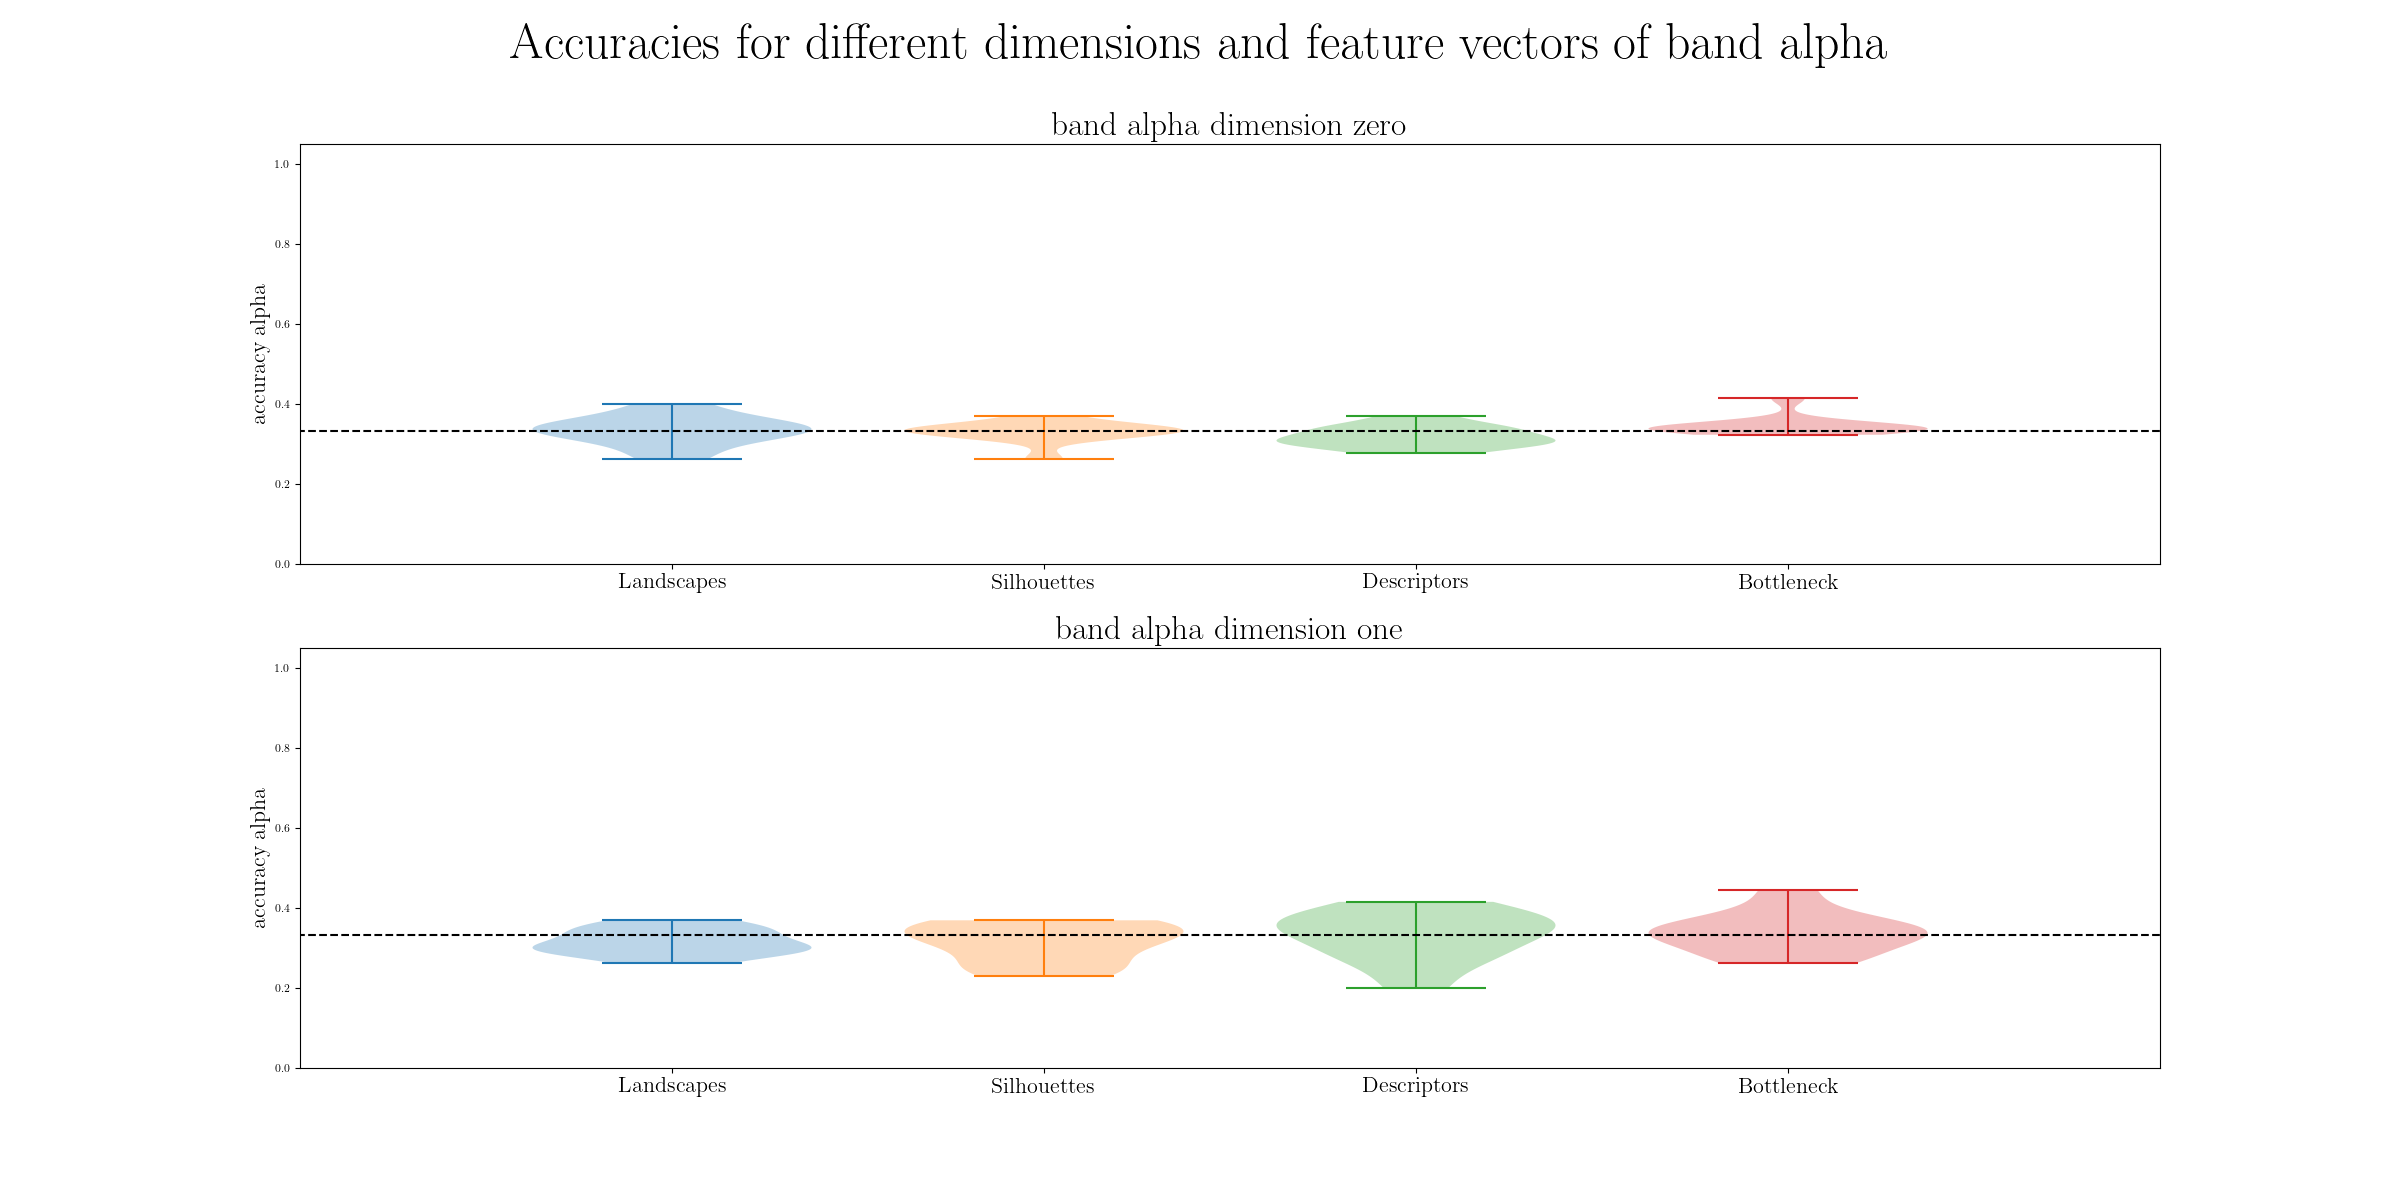 Accuracies for different dimensions and feature vectors of band alpha
band alpha dimension zero
accuracy alpha
1.0
0.8
0.6
0.4
0.2
0.0
Landscapes Silhouettes Descriptors Bottleneck
band alpha dimension one
accuracy alpha
1.0
0.8
0.6
0.4
0.2
0.0
Landscapes Silhouettes Descriptors Bottleneck